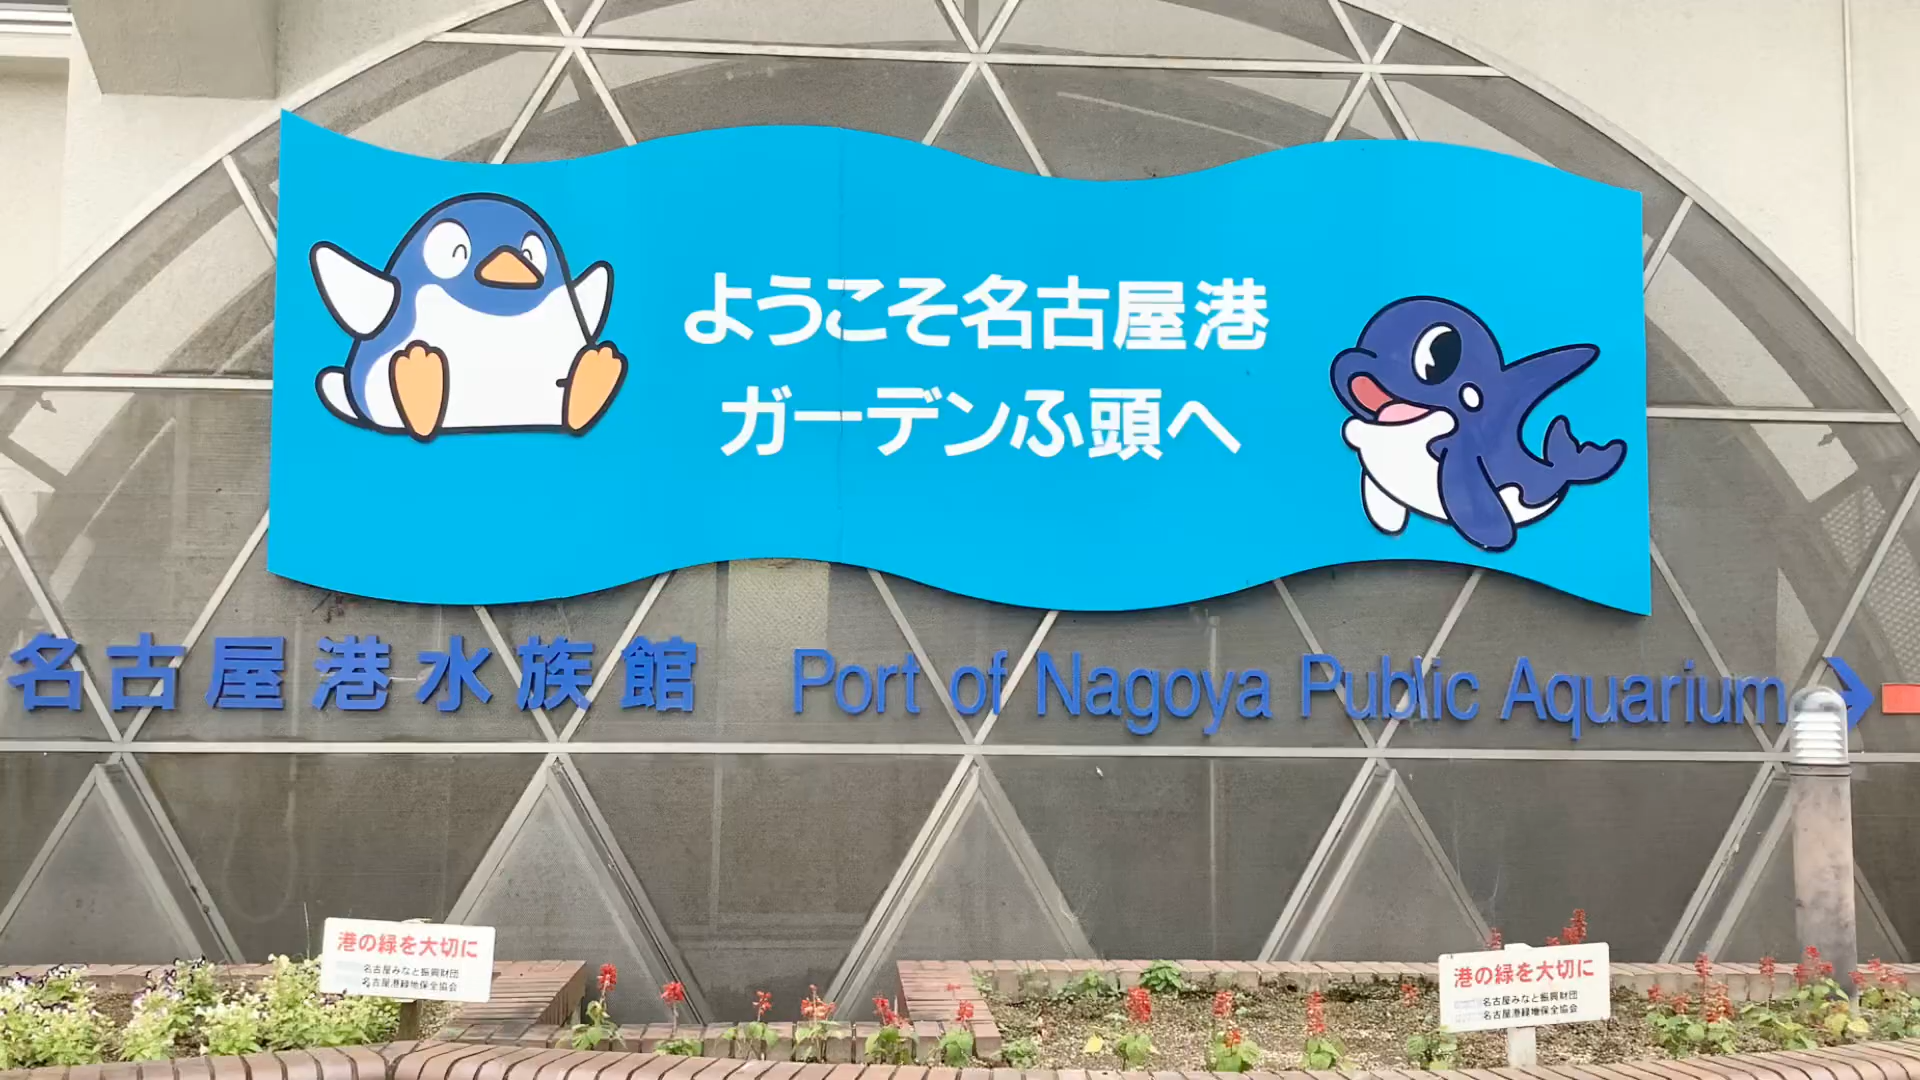 ようこそ名古屋港
ガーデンふ頭へ
名古屋港水族館 Port of Nagoya Public Aquarium
港の緑を大切に
名古屋みなと振興財団
名古屋港緑地保全協会
港の緑を大切に
名古屋みなと振興財団
名古屋港緑地保全協会